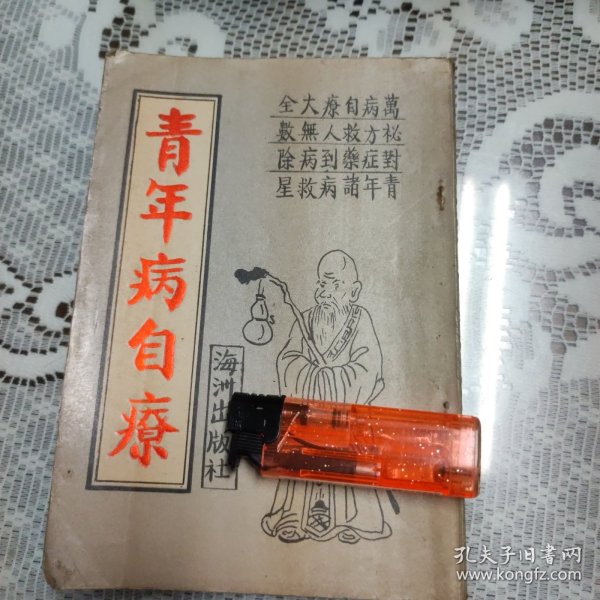 青年病自療
萬病自療大全
祕方救人無數
對症藥到病除
青年諸病救星
海洲出版社
孔夫子旧书网
www.kongfz.com